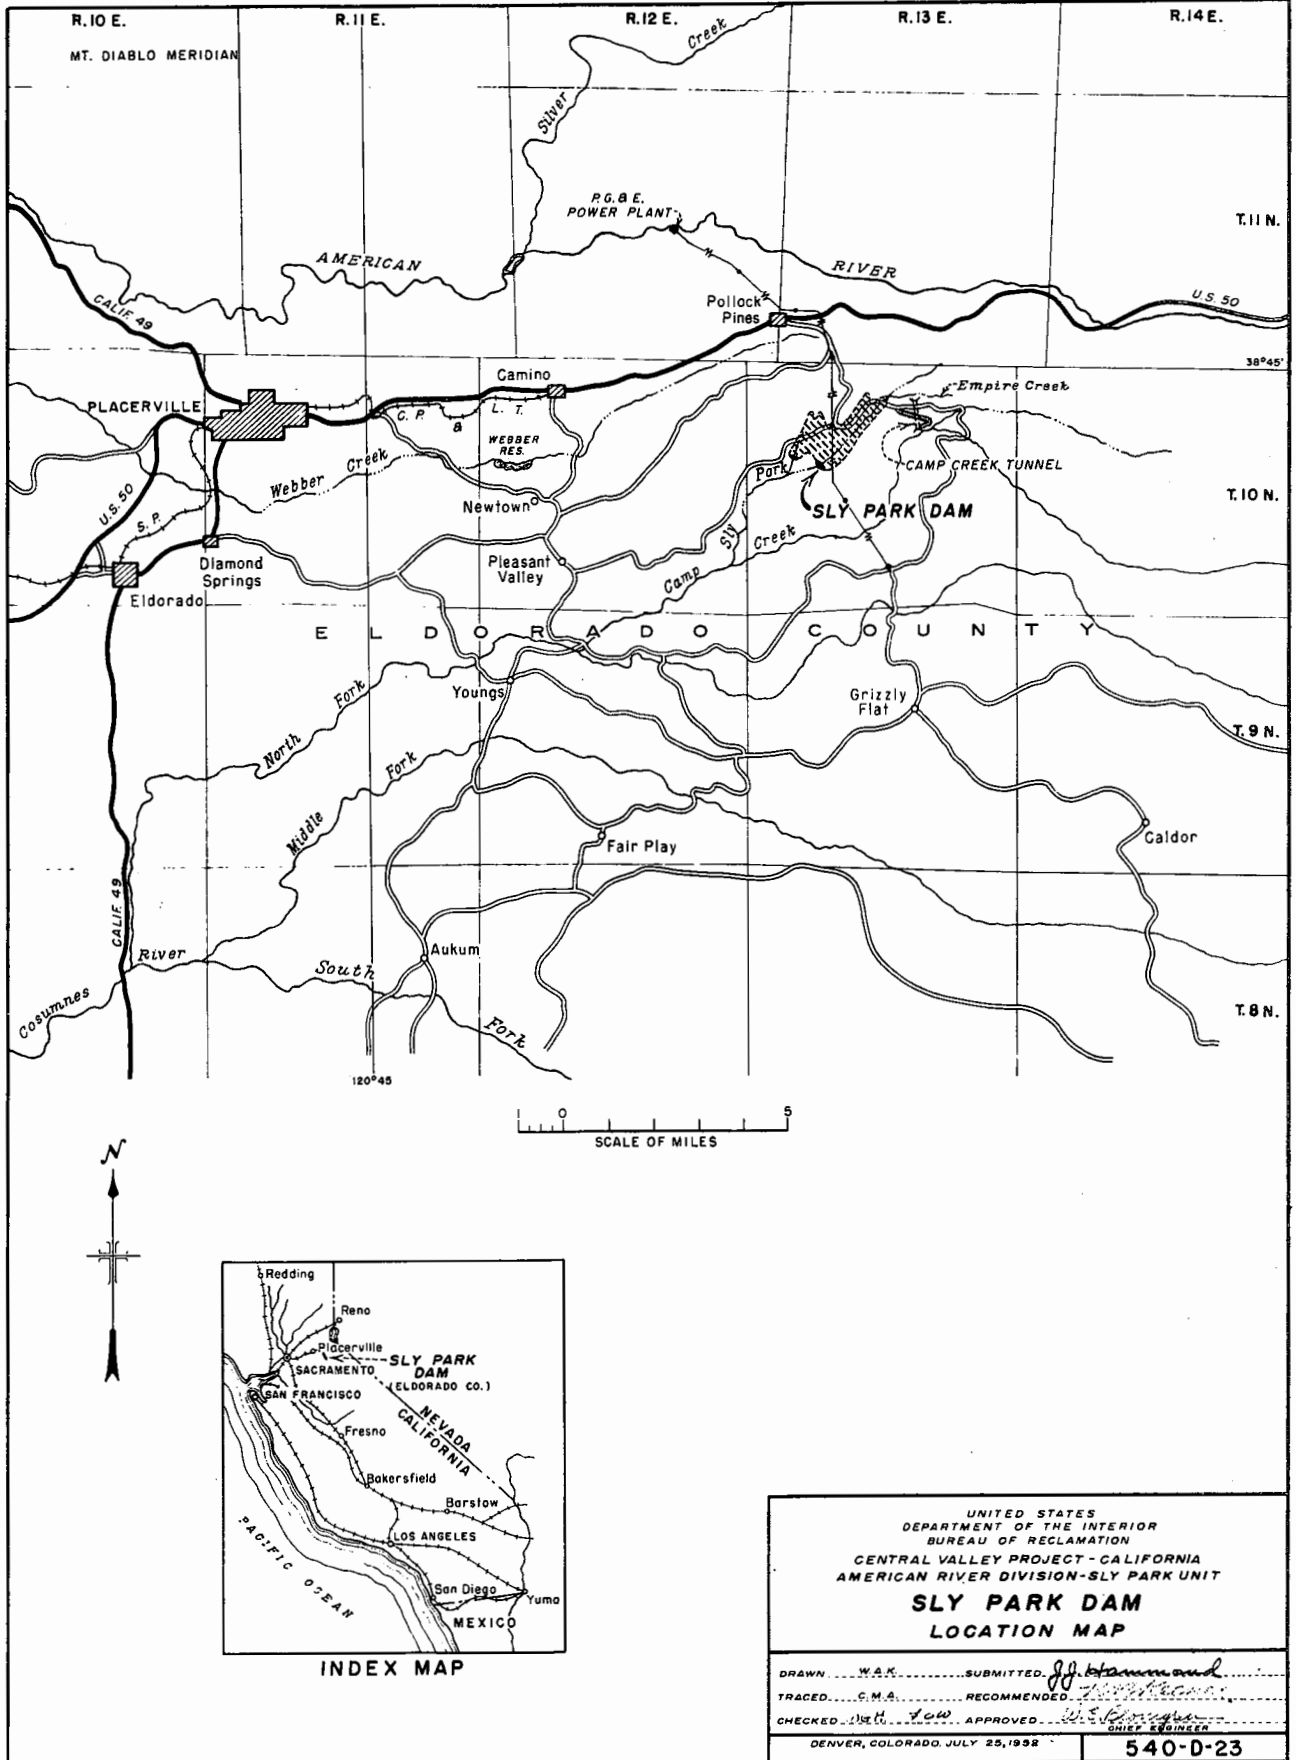 R.10 E.
R.11 E.
R.12 E.
R.13 E.
R.14 E.
MT. DIABLO MERIDIAN
Creek
Silver
P.G.& E.
POWER PLANT
T.11 N.
AMERICAN
RIVER
CALIF. 49
Pollock
Pines
U.S. 50
38°45'
Camino
Empire Creek
PLACERVILLE
C. P.
&
L. T.
WEBBER
RES.
Webber Creek
Park
CAMP CREEK TUNNEL
U.S. 50
S. P.
Newtown
SLY PARK DAM
T.10 N.
Sly
Creek
Camp
Diamond
Springs
Pleasant
Valley
Eldorado
ELDORADO COUNTY
Youngs
Grizzly
Flat
North Fork
T.9 N.
Middle Fork
Fair Play
Caldor
CALIF. 49
Aukum
River
South
Fork
Cosumnes
T.8 N.
120°45
1 0 5
SCALE OF MILES
N
Redding
Reno
Placerville
SLY PARK
DAM
(ELDORADO CO.)
SACRAMENTO
SAN FRANCISCO
NEVADA
CALIFORNIA
Fresno
Bakersfield
Barstow
LOS ANGELES
PACIFIC OCEAN
San Diego
Yuma
MEXICO
INDEX MAP
UNITED STATES
DEPARTMENT OF THE INTERIOR
BUREAU OF RECLAMATION
CENTRAL VALLEY PROJECT - CALIFORNIA
AMERICAN RIVER DIVISION-SLY PARK UNIT
SLY PARK DAM
LOCATION MAP
DRAWN W.A.K. SUBMITTED J.J. Hammond
TRACED C.M.A. RECOMMENDED
CHECKED APPROVED
CHIEF ENGINEER
DENVER, COLORADO, JULY 25,
540-D-23